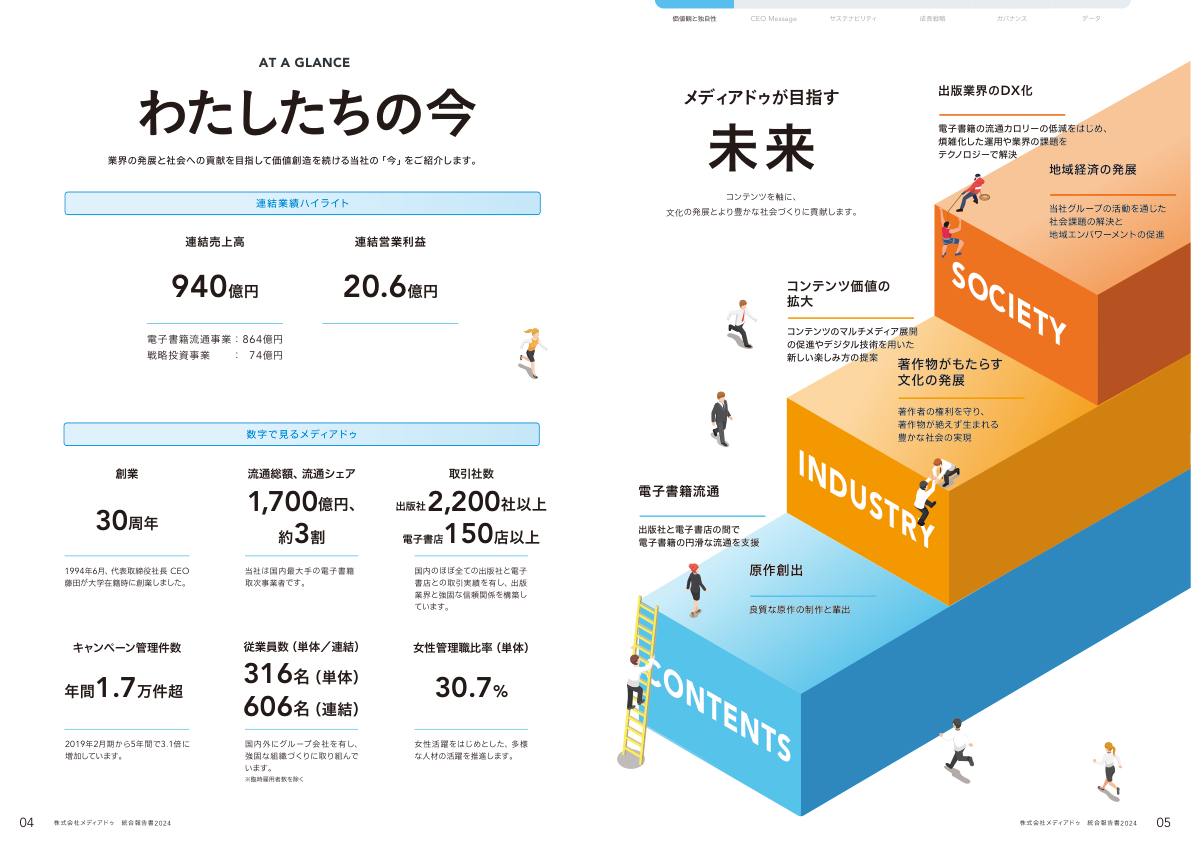 AT A GLANCE
わたしたちの今
業界の発展と社会への貢献を目指して価値創造を続ける当社の「今」をご紹介します。
連結業績ハイライト
連結売上高
940億円
電子書籍流通事業：864億円
戦略投資事業　：　74億円
連結営業利益
20.6億円
数字で見るメディアドゥ
創業
30周年
1994年6月、代表取締役社長 CEO
藤田が大学在籍時に創業しました。
流通総額、流通シェア
1,700億円、
約3割
当社は国内最大手の電子書籍
取次事業者です。
取引社数
出版社2,200社以上
電子書店150店以上
国内のほぼ全ての出版社と電子
書店との取引実績を有し、出版
業界と強固な信頼関係を構築し
ています。
キャンペーン管理件数
年間1.7万件超
2019年2月期から5年間で3.1倍に
増加しています。
従業員数（単体／連結）
316名（単体）
606名（連結）
国内外にグループ会社を有し、
強固な組織づくりに取り組んで
います。
※臨時雇用者数を除く
女性管理職比率（単体）
30.7%
女性活躍をはじめとした、多様
な人材の活躍を推進します。
04　株式会社メディアドゥ　統合報告書2024
価値観と独自性　CEO Message　サステナビリティ　成長戦略　ガバナンス　データ
メディアドゥが目指す
未来
コンテンツを軸に、
文化の発展とより豊かな社会づくりに貢献します。
出版業界のDX化
電子書籍の流通カロリーの低減をはじめ、
煩雑化した運用や業界の課題を
テクノロジーで解決
地域経済の発展
当社グループの活動を通じた
社会課題の解決と
地域エンパワーメントの促進
SOCIETY
コンテンツ価値の
拡大
コンテンツのマルチメディア展開
の促進やデジタル技術を用いた
新しい楽しみ方の提案
著作物がもたらす
文化の発展
著作者の権利を守り、
著作物が絶えず生まれる
豊かな社会の実現
INDUSTRY
電子書籍流通
出版社と電子書店の間で
電子書籍の円滑な流通を支援
原作創出
良質な原作の制作と輩出
CONTENTS
株式会社メディアドゥ　統合報告書2024　05